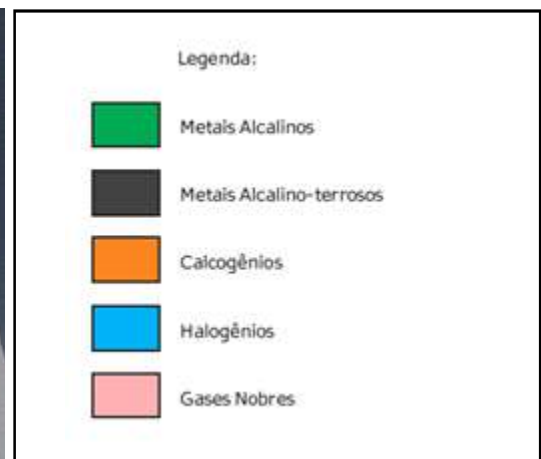 Legenda:
Metais Alcalinos
Metais Alcalino-terrosos
Calcogênios
Halogênios
Gases Nobres